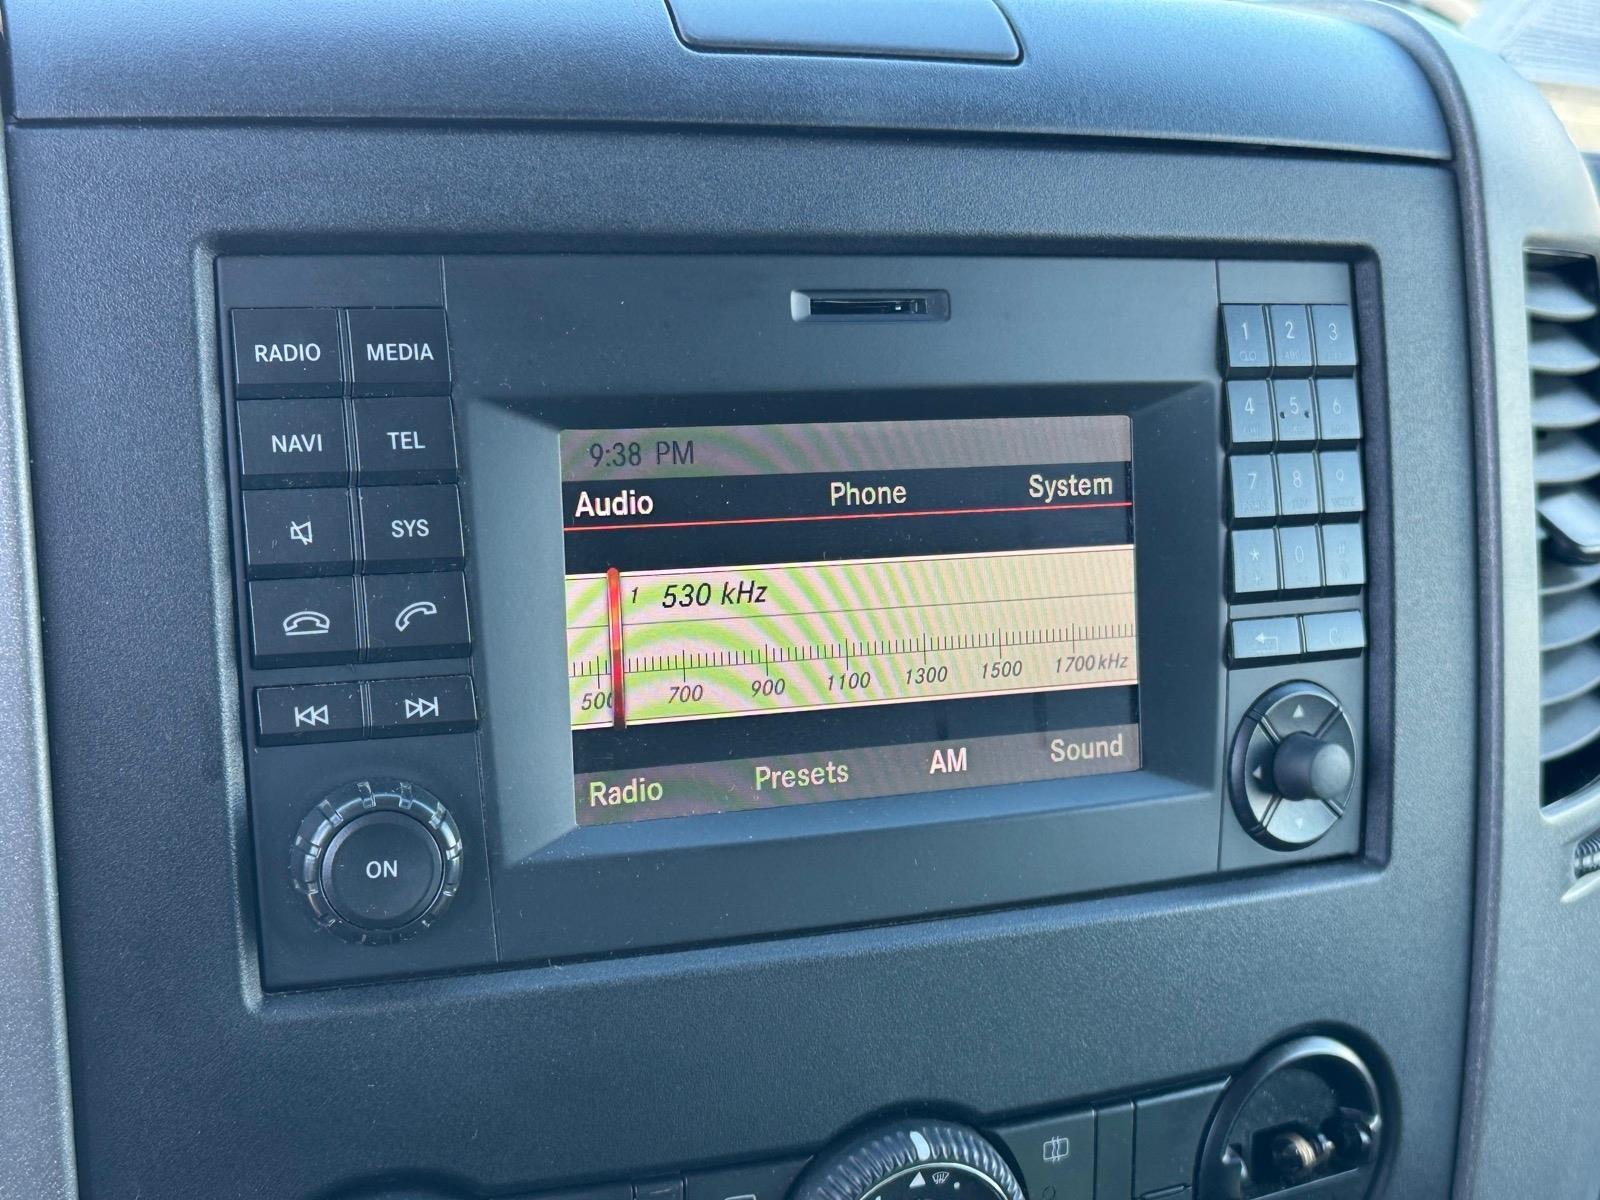 RADIO MEDIA
NAVI TEL
SYS
ON
9:38 PM
Audio Phone System
1 530 kHz
500 700 900 1100 1300 1500 1700 kHz
Radio Presets AM Sound
1 2 3
4 5 6
7 8 9
* 0
C